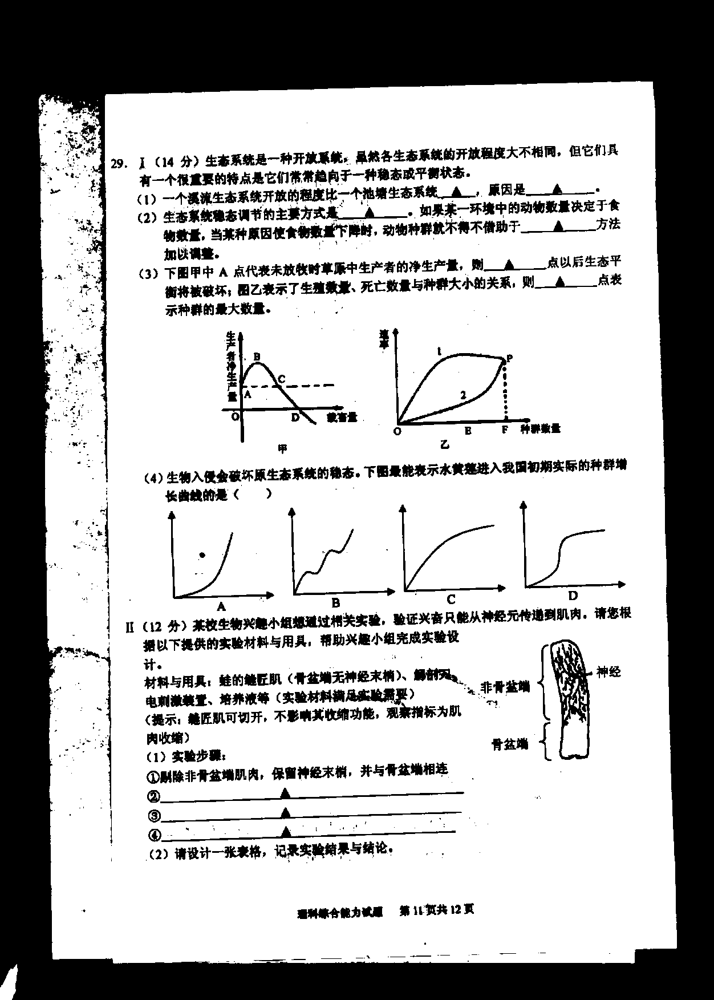 29. Ⅰ（14 分）生态系统是一种开放系统，虽然各生态系统的开放程度大不相同，但它们具
有一个很重要的特点是它们常常趋向于一种稳态或平衡状态。
（1）一个溪流生态系统开放的程度比一个池塘生态系统▲，原因是▲。
（2）生态系统稳态调节的主要方式是▲。如果某一环境中的动物数量决定于食
物数量，当某种原因使食物数量下降时，动物种群就不得不借助于▲方法
加以调整。
（3）下图甲中 A 点代表未放牧时草原中生产者的净生产量，则▲点以后生态平
衡将被破坏；图乙表示了生殖数量、死亡数量与种群大小的关系，则▲点表
示种群的最大数量。
生产者净生产量
B
C
A
O
D
载畜量
甲
速率
1
P
2
O
E
F
种群数量
乙
（4）生物入侵会破坏原生态系统的稳态。下图最能表示水黄莲进入我国初期实际的种群增
长曲线的是（ ）
A B C D
Ⅱ（12 分）某校生物兴趣小组想通过相关实验，验证兴奋只能从神经元传递到肌肉。请您根
据以下提供的实验材料与用具，帮助兴趣小组完成实验设
计。
材料与用具：蛙的缝匠肌（骨盆端无神经末梢）、解剖刀、
电刺激装置、培养液等（实验材料满足实验需要）
（提示：缝匠肌可切开，不影响其收缩功能，观察指标为肌
肉收缩）
非骨盆端
神经
骨盆端
（1）实验步骤：
①剔除非骨盆端肌肉，保留神经末梢，并与骨盆端相连
②▲
③▲
④▲
（2）请设计一张表格，记录实验结果与结论。
理科综合能力试题 第 11 页共 12 页